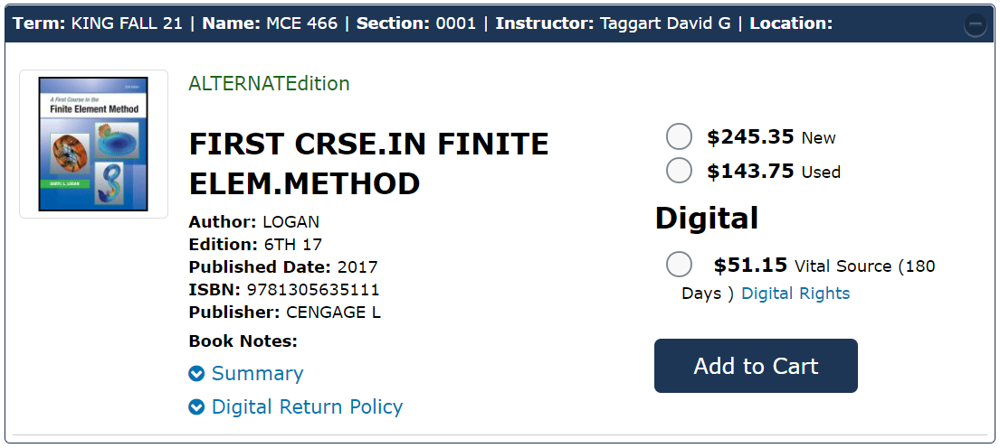 Term: KING FALL 21 | Name: MCE 466 | Section: 0001 | Instructor: Taggart David G | Location:
A First Course in the
Finite Element Method
DARYL L. LOGAN
ALTERNATEdition
FIRST CRSE.IN FINITE
ELEM.METHOD
Author: LOGAN
Edition: 6TH 17
Published Date: 2017
ISBN: 9781305635111
Publisher: CENGAGE L
Book Notes:
Summary
Digital Return Policy
$245.35 New
$143.75 Used
Digital
$51.15 Vital Source (180
Days ) Digital Rights
Add to Cart